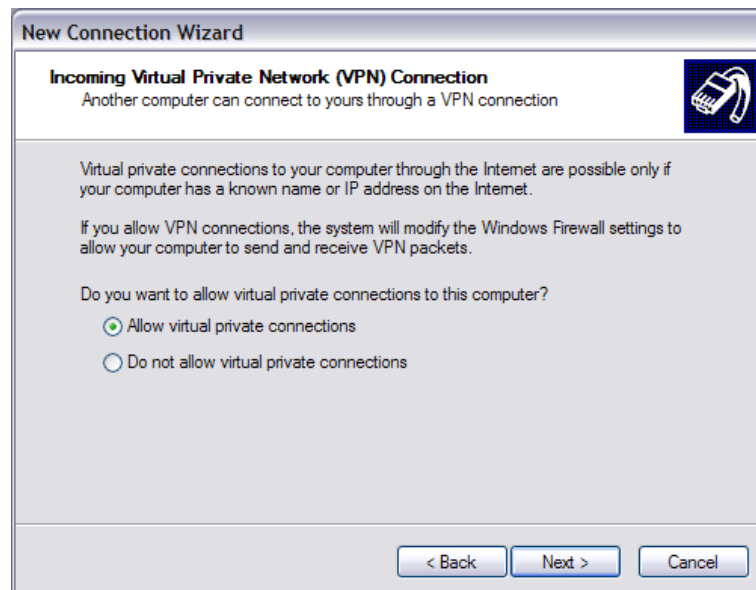 New Connection Wizard
Incoming Virtual Private Network (VPN) Connection
Another computer can connect to yours through a VPN connection
Virtual private connections to your computer through the Internet are possible only if
your computer has a known name or IP address on the Internet.
If you allow VPN connections, the system will modify the Windows Firewall settings to
allow your computer to send and receive VPN packets.
Do you want to allow virtual private connections to this computer?
Allow virtual private connections
Do not allow virtual private connections
< Back Next > Cancel